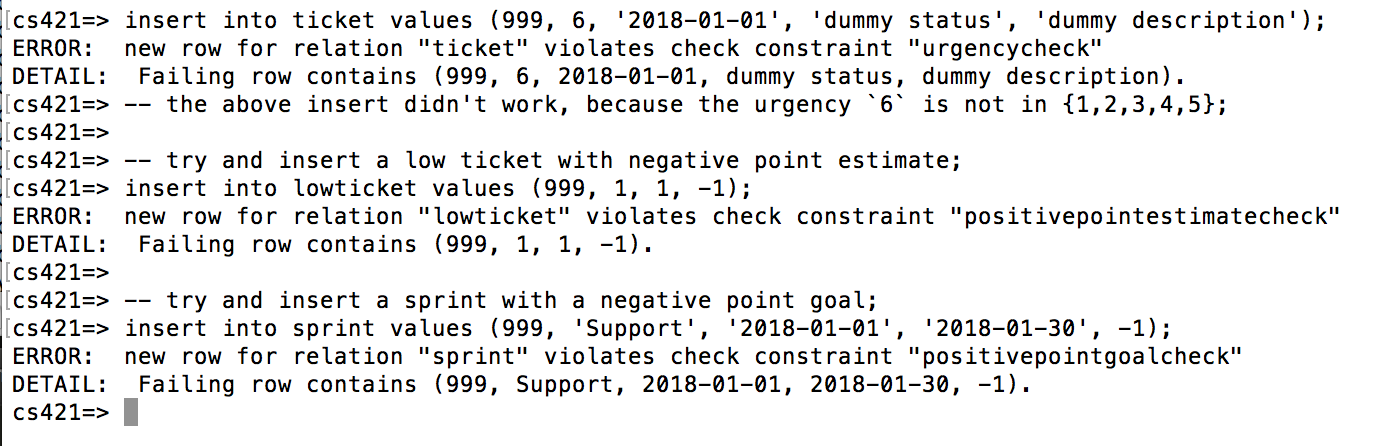 [cs421=> insert into ticket values (999, 6, '2018-01-01', 'dummy status', 'dummy description');
ERROR:  new row for relation "ticket" violates check constraint "urgencycheck"
DETAIL:  Failing row contains (999, 6, 2018-01-01, dummy status, dummy description).
[cs421=> -- the above insert didn't work, because the urgency `6` is not in {1,2,3,4,5};
[cs421=>
[cs421=> -- try and insert a low ticket with negative point estimate;
[cs421=> insert into lowticket values (999, 1, 1, -1);
ERROR:  new row for relation "lowticket" violates check constraint "positivepointestimatecheck"
DETAIL:  Failing row contains (999, 1, 1, -1).
[cs421=>
[cs421=> -- try and insert a sprint with a negative point goal;
[cs421=> insert into sprint values (999, 'Support', '2018-01-01', '2018-01-30', -1);
ERROR:  new row for relation "sprint" violates check constraint "positivepointgoalcheck"
DETAIL:  Failing row contains (999, Support, 2018-01-01, 2018-01-30, -1).
cs421=>